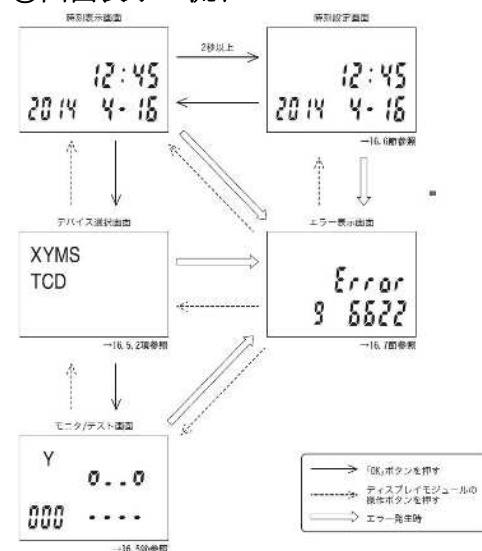 時刻表示画面
時刻設定画面
2秒以上
12:45
2014 4-16
12:45
2014 4-16
→16.6節参照
デバイス選択画面
エラー表示画面
XYMS
TCD
Error
9 6622
→16.5.2項参照
→16.7節参照
モニタ/テスト画面
Y
0..0
000 ----
「OK」ボタンを押す
ディスプレイモジュールの
操作ボタンを押す
エラー発生時